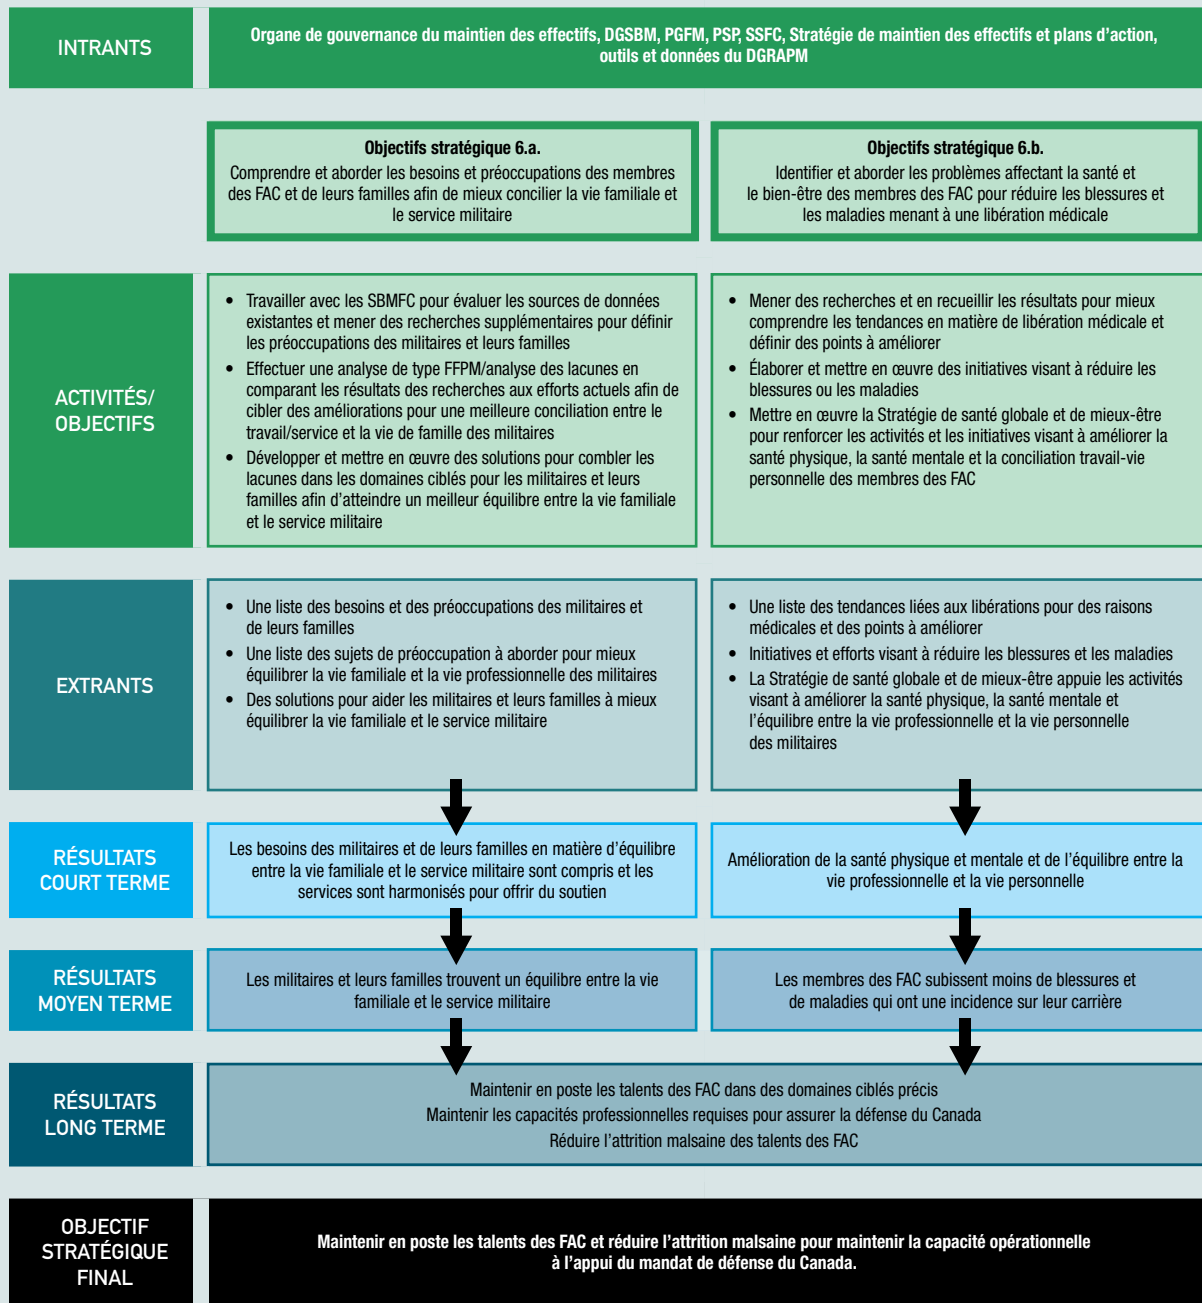 INTRANTS
Organe de gouvernance du maintien des effectifs, DGSBM, PGFM, PSP, SSFC, Stratégie de maintien des effectifs et plans d’action,
outils et données du DGRAPM
Objectifs stratégique 6.a.
Comprendre et aborder les besoins et préoccupations des membres
des FAC et de leurs familles afin de mieux concilier la vie familiale et
le service militaire
Objectifs stratégique 6.b.
Identifier et aborder les problèmes affectant la santé et
le bien-être des membres des FAC pour réduire les blessures et
les maladies menant à une libération médicale
ACTIVITÉS/
OBJECTIFS
• Travailler avec les SBMFC pour évaluer les sources de données
existantes et mener des recherches supplémentaires pour définir
les préoccupations des militaires et leurs familles
• Effectuer une analyse de type FFPM/analyse des lacunes en
comparant les résultats des recherches aux efforts actuels afin de
cibler des améliorations pour une meilleure conciliation entre le
travail/service et la vie de famille des militaires
• Développer et mettre en œuvre des solutions pour combler les
lacunes dans les domaines ciblés pour les militaires et leurs
familles afin d’atteindre un meilleur équilibre entre la vie familiale
et le service militaire
• Mener des recherches et en recueillir les résultats pour mieux
comprendre les tendances en matière de libération médicale et
définir des points à améliorer
• Élaborer et mettre en œuvre des initiatives visant à réduire les
blessures ou les maladies
• Mettre en œuvre la Stratégie de santé globale et de mieux-être
pour renforcer les activités et les initiatives visant à améliorer la
santé physique, la santé mentale et la conciliation travail-vie
personnelle des membres des FAC
EXTRANTS
• Une liste des besoins et des préoccupations des militaires et
de leurs familles
• Une liste des sujets de préoccupation à aborder pour mieux
équilibrer la vie familiale et la vie professionnelle des militaires
• Des solutions pour aider les militaires et leurs familles à mieux
équilibrer la vie familiale et le service militaire
• Une liste des tendances liées aux libérations pour des raisons
médicales et des points à améliorer
• Initiatives et efforts visant à réduire les blessures et les maladies
• La Stratégie de santé globale et de mieux-être appuie les activités
visant à améliorer la santé physique, la santé mentale et
l’équilibre entre la vie professionnelle et la vie personnelle
des militaires
RÉSULTATS
COURT TERME
Les besoins des militaires et de leurs familles en matière d’équilibre
entre la vie familiale et le service militaire sont compris et les
services sont harmonisés pour offrir du soutien
Amélioration de la santé physique et mentale et de l’équilibre entre la
vie professionnelle et la vie personnelle
RÉSULTATS
MOYEN TERME
Les militaires et leurs familles trouvent un équilibre entre la vie
familiale et le service militaire
Les membres des FAC subissent moins de blessures et
de maladies qui ont une incidence sur leur carrière
RÉSULTATS
LONG TERME
Maintenir en poste les talents des FAC dans des domaines ciblés précis
Maintenir les capacités professionnelles requises pour assurer la défense du Canada
Réduire l’attrition malsaine des talents des FAC
OBJECTIF
STRATÉGIQUE
FINAL
Maintenir en poste les talents des FAC et réduire l’attrition malsaine pour maintenir la capacité opérationnelle
à l’appui du mandat de défense du Canada.